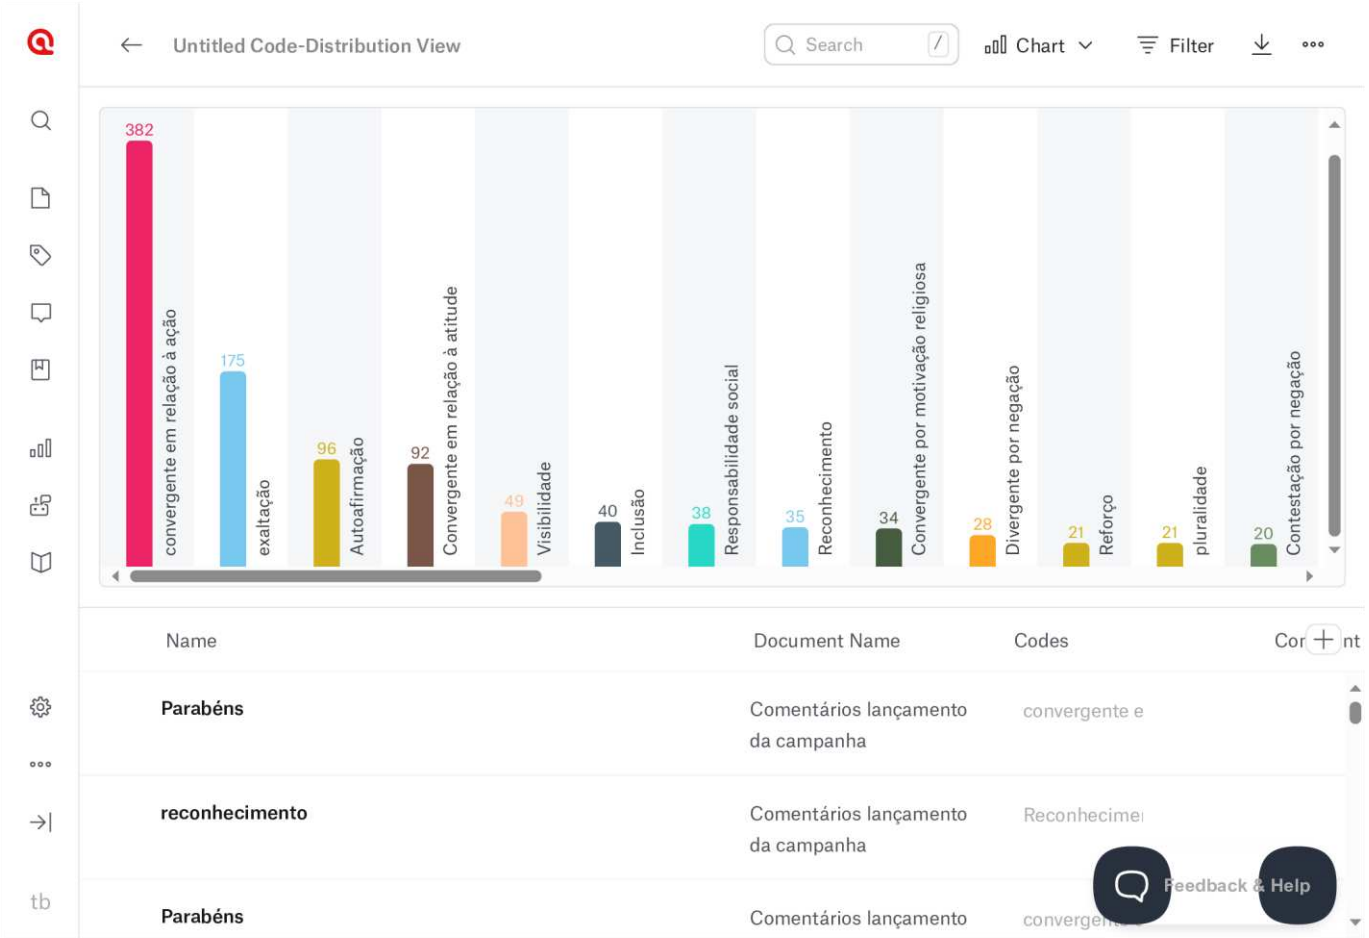 Untitled Code-Distribution View
Search
/
Chart
Filter
382
convergente em relação à ação
175
exaltação
96
Autoafirmação
92
Convergente em relação à atitude
49
Visibilidade
40
Inclusão
38
Responsabilidade social
35
Reconhecimento
34
Convergente por motivação religiosa
28
Divergente por negação
21
Reforço
21
pluralidade
20
Contestação por negação
Name
Document Name
Codes
Parabéns
Comentários lançamento
da campanha
convergente e
reconhecimento
Comentários lançamento
da campanha
Reconhecime
Parabéns
Comentários lançamento
Feedback & Help
tb